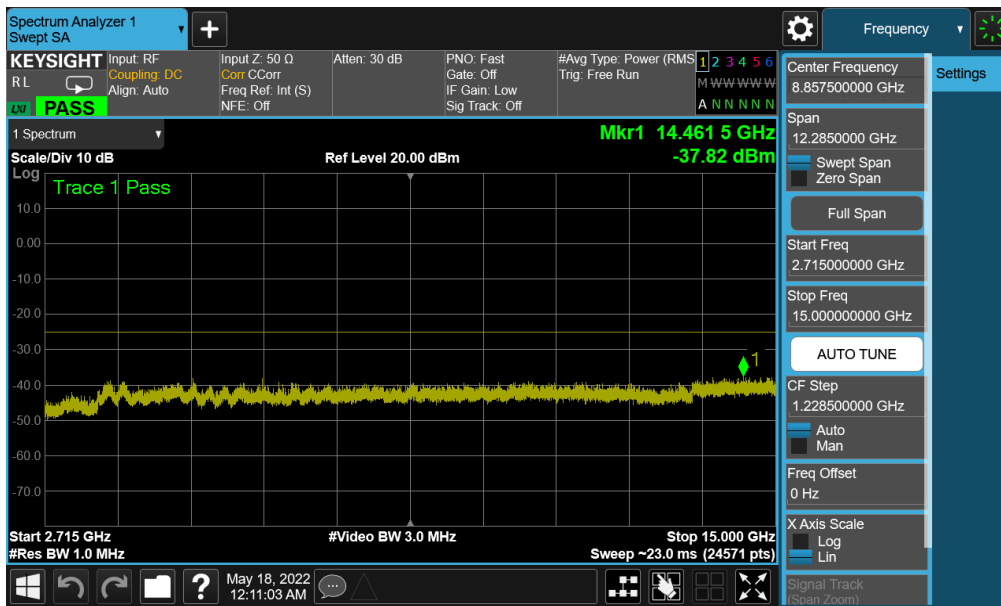 Spectrum Analyzer 1
Swept SA
Frequency
KEYSIGHT
R L
LXI PASS
Input: RF
Coupling: DC
Align: Auto
Input Z: 50 Ω
Corr CCorr
Freq Ref: Int (S)
NFE: Off
Atten: 30 dB
PNO: Fast
Gate: Off
IF Gain: Low
Sig Track: Off
#Avg Type: Power (RMS
Trig: Free Run
1 2 3 4 5 6
M W W W W W
A N N N N N
1 Spectrum
Scale/Div 10 dB
Ref Level 20.00 dBm
Mkr1 14.461 5 GHz
-37.82 dBm
Log
Trace 1 Pass
10.0
0.00
-10.0
-20.0
-30.0
-40.0
-50.0
-60.0
-70.0
1
Start 2.715 GHz
#Res BW 1.0 MHz
#Video BW 3.0 MHz
Stop 15.000 GHz
Sweep ~23.0 ms (24571 pts)
Center Frequency
8.857500000 GHz
Span
12.2850000 GHz
Swept Span
Zero Span
Full Span
Start Freq
2.715000000 GHz
Stop Freq
15.000000000 GHz
AUTO TUNE
CF Step
1.228500000 GHz
Auto
Man
Freq Offset
0 Hz
X Axis Scale
Log
Lin
Signal Track
(Span Zoom)
Settings
?
May 18, 2022
12:11:03 AM